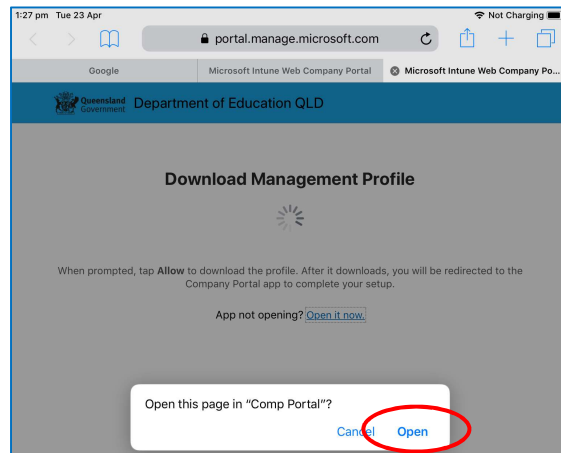 1:27 pm Tue 23 Apr
Not Charging
portal.manage.microsoft.com
Google
Microsoft Intune Web Company Portal
Microsoft Intune Web Company Po...
Queensland
Government
Department of Education QLD
Download Management Profile
When prompted, tap Allow to download the profile. After it downloads, you will be redirected to the
Company Portal app to complete your setup.
App not opening? Open it now.
Open this page in “Comp Portal”?
Cancel
Open